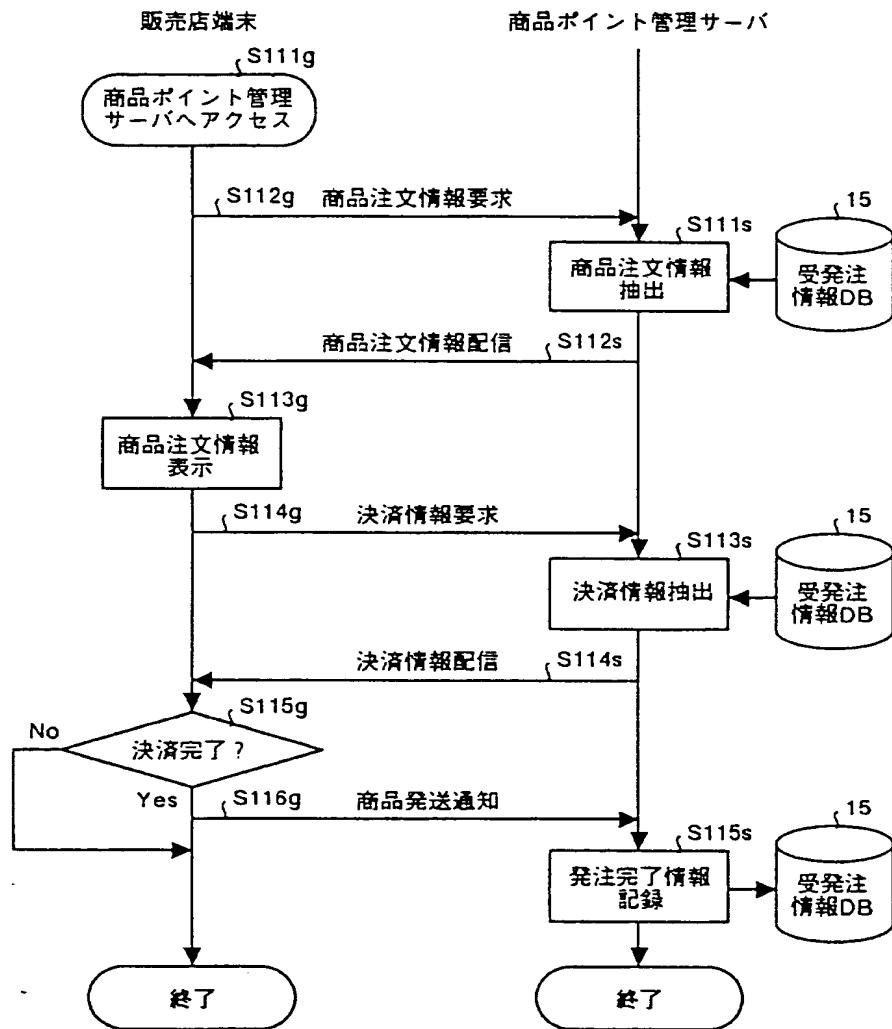 販売店端末
商品ポイント管理サーバ
S111g
商品ポイント管理
サーバへアクセス
S112g
商品注文情報要求
S111s
15
商品注文情報
抽出
受発注
情報DB
商品注文情報配信
S112s
S113g
商品注文情報
表示
S114g
決済情報要求
S113s
15
決済情報抽出
受発注
情報DB
決済情報配信
S114s
S115g
No
決済完了?
Yes
S116g
商品発送通知
S115s
15
発注完了情報
記録
受発注
情報DB
終了
終了